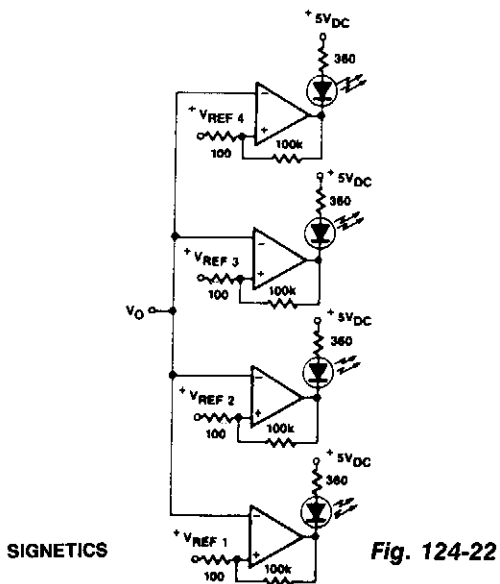 + 5VDC
360
−
+ VREF 4
+
100
100k
+ 5VDC
360
−
+ VREF 3
+
100
100k
VO
+ 5VDC
360
−
+ VREF 2
+
100
100k
+ 5VDC
360
−
+ VREF 1
+
100
100k
SIGNETICS
Fig. 124-22